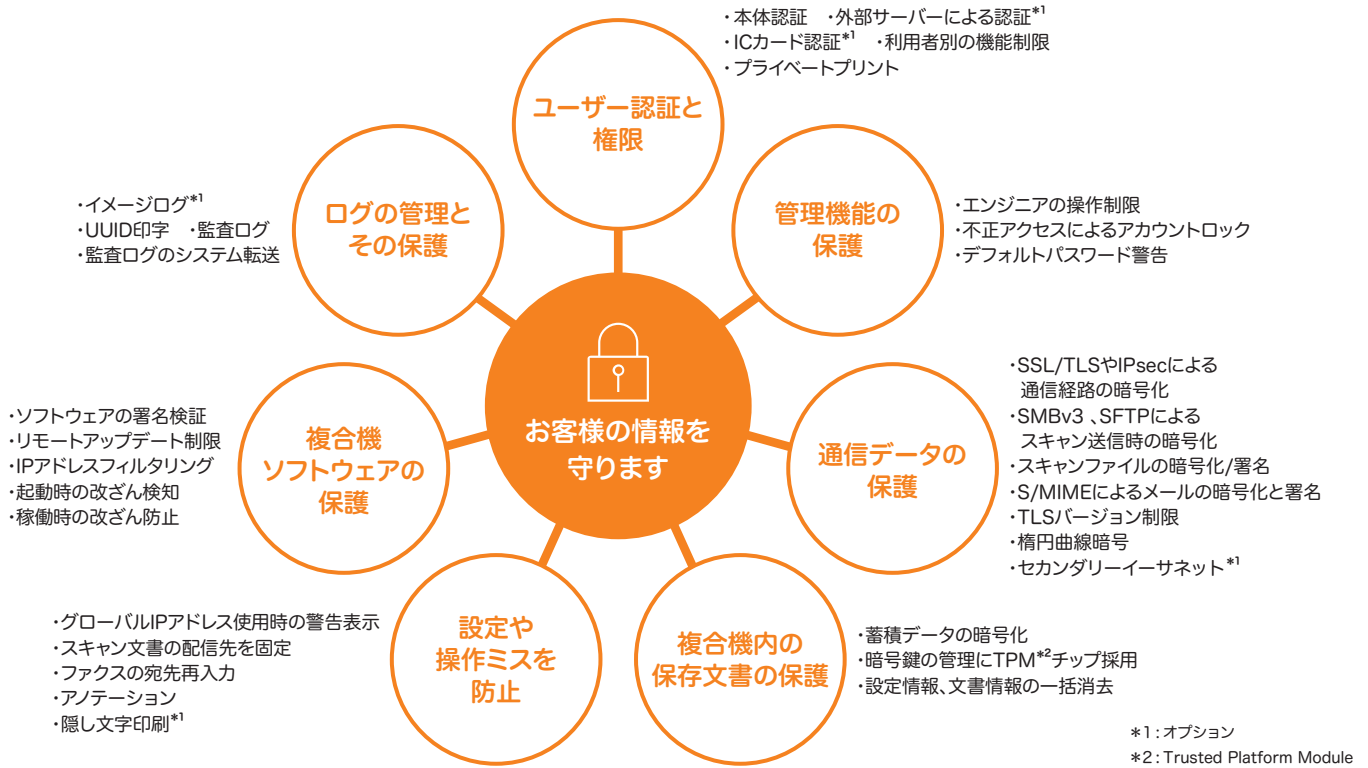 ・本体認証 ・外部サーバーによる認証*1
・ICカード認証*1 ・利用者別の機能制限
・プライベートプリント
ユーザー認証と
権限
・イメージログ*1
・UUID印字 ・監査ログ
・監査ログのシステム転送
ログの管理と
その保護
管理機能の
保護
・エンジニアの操作制限
・不正アクセスによるアカウントロック
・デフォルトパスワード警告
お客様の情報を
守ります
・ソフトウェアの署名検証
・リモートアップデート制限
・IPアドレスフィルタリング
・起動時の改ざん検知
・稼働時の改ざん防止
複合機
ソフトウェアの
保護
通信データの
保護
・SSL/TLSやIPsecによる
通信経路の暗号化
・SMBv3 、SFTPによる
スキャン送信時の暗号化
・スキャンファイルの暗号化/署名
・S/MIMEによるメールの暗号化と署名
・TLSバージョン制限
・楕円曲線暗号
・セカンダリーイーサネット*1
・グローバルIPアドレス使用時の警告表示
・スキャン文書の配信先を固定
・ファクスの宛先再入力
・アノテーション
・隠し文字印刷*1
設定や
操作ミスを
防止
複合機内の
保存文書の保護
・蓄積データの暗号化
・暗号鍵の管理にTPM*2チップ採用
・設定情報、文書情報の一括消去
*1：オプション
*2：Trusted Platform Module